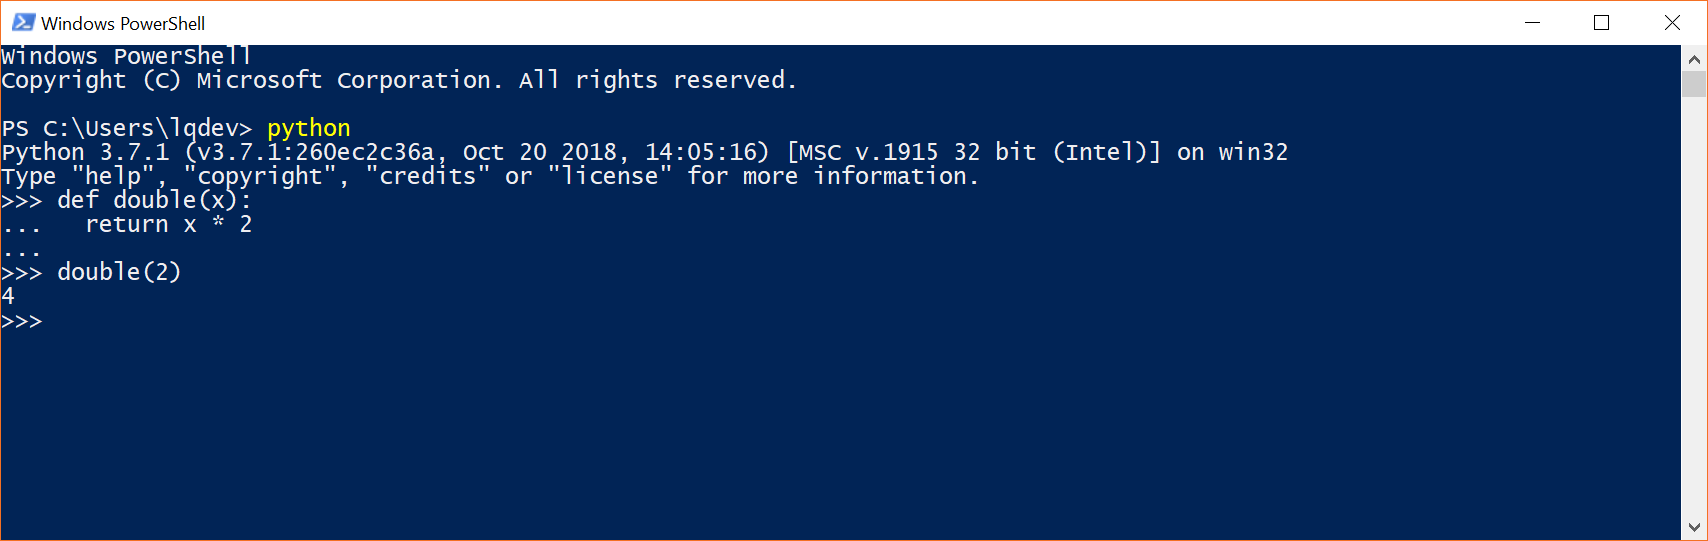 Windows PowerShell
Windows PowerShell
Copyright (C) Microsoft Corporation. All rights reserved.
PS C:\Users\lqdev> python
Python 3.7.1 (v3.7.1:260ec2c36a, Oct 20 2018, 14:05:16) [MSC v.1915 32 bit (Intel)] on win32
Type "help", "copyright", "credits" or "license" for more information.
>>> def double(x):
...   return x * 2
...
>>> double(2)
4
>>>